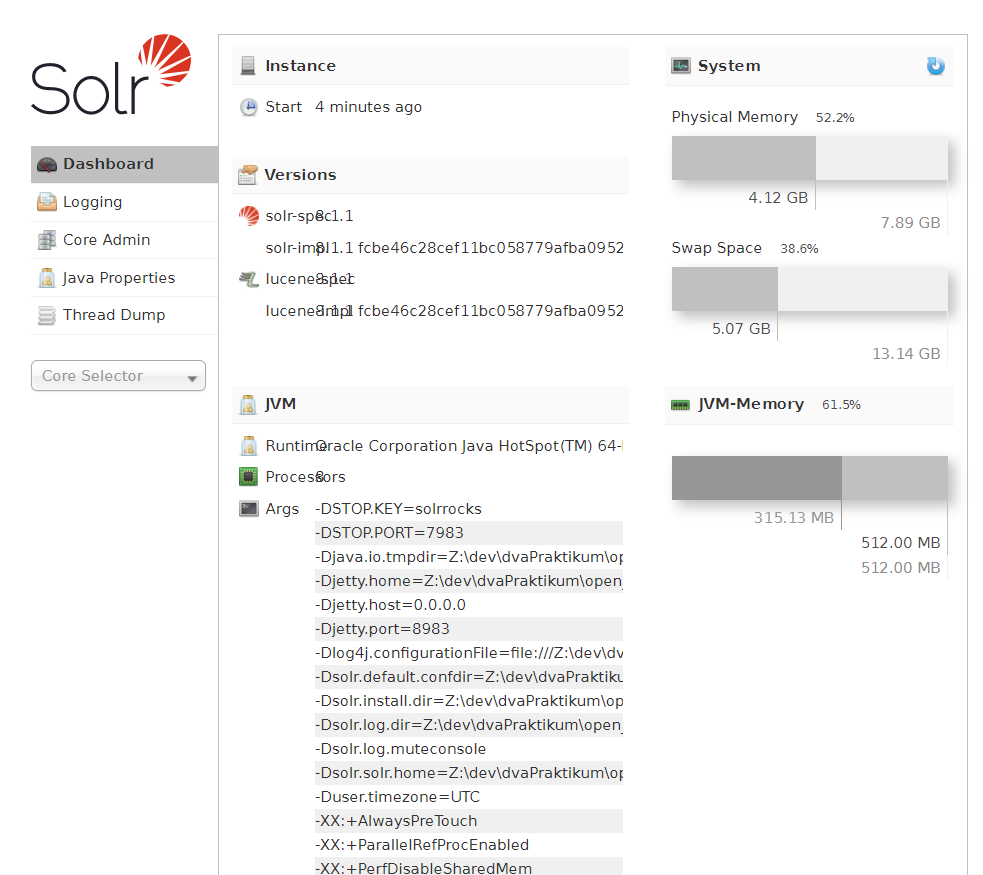 Solr
Dashboard
Logging
Core Admin
Java Properties
Thread Dump
Core Selector
Instance
Start 4 minutes ago
Versions
solr-spec 8.1.1
solr-impl 8.1.1 fcbe46c28cef11bc058779afba0952
lucene-spec 8.1.1
lucene-impl 8.1.1 fcbe46c28cef11bc058779afba0952
JVM
Runtime Oracle Corporation Java HotSpot(TM) 64-
Processors 8
Args -DSTOP.KEY=solrrocks
-DSTOP.PORT=7983
-Djava.io.tmpdir=Z:\dev\dvaPraktikum\op
-Djetty.home=Z:\dev\dvaPraktikum\open
-Djetty.host=0.0.0.0
-Djetty.port=8983
-Dlog4j.configurationFile=file:///Z:\dev\dv
-Dsolr.default.confdir=Z:\dev\dvaPraktiku
-Dsolr.install.dir=Z:\dev\dvaPraktikum\op
-Dsolr.log.dir=Z:\dev\dvaPraktikum\open
-Dsolr.log.muteconsole
-Dsolr.solr.home=Z:\dev\dvaPraktikum\op
-Duser.timezone=UTC
-XX:+AlwaysPreTouch
-XX:+ParallelRefProcEnabled
-XX:+PerfDisableSharedMem
System
Physical Memory 52.2%
4.12 GB
7.89 GB
Swap Space 38.6%
5.07 GB
13.14 GB
JVM-Memory 61.5%
315.13 MB
512.00 MB
512.00 MB